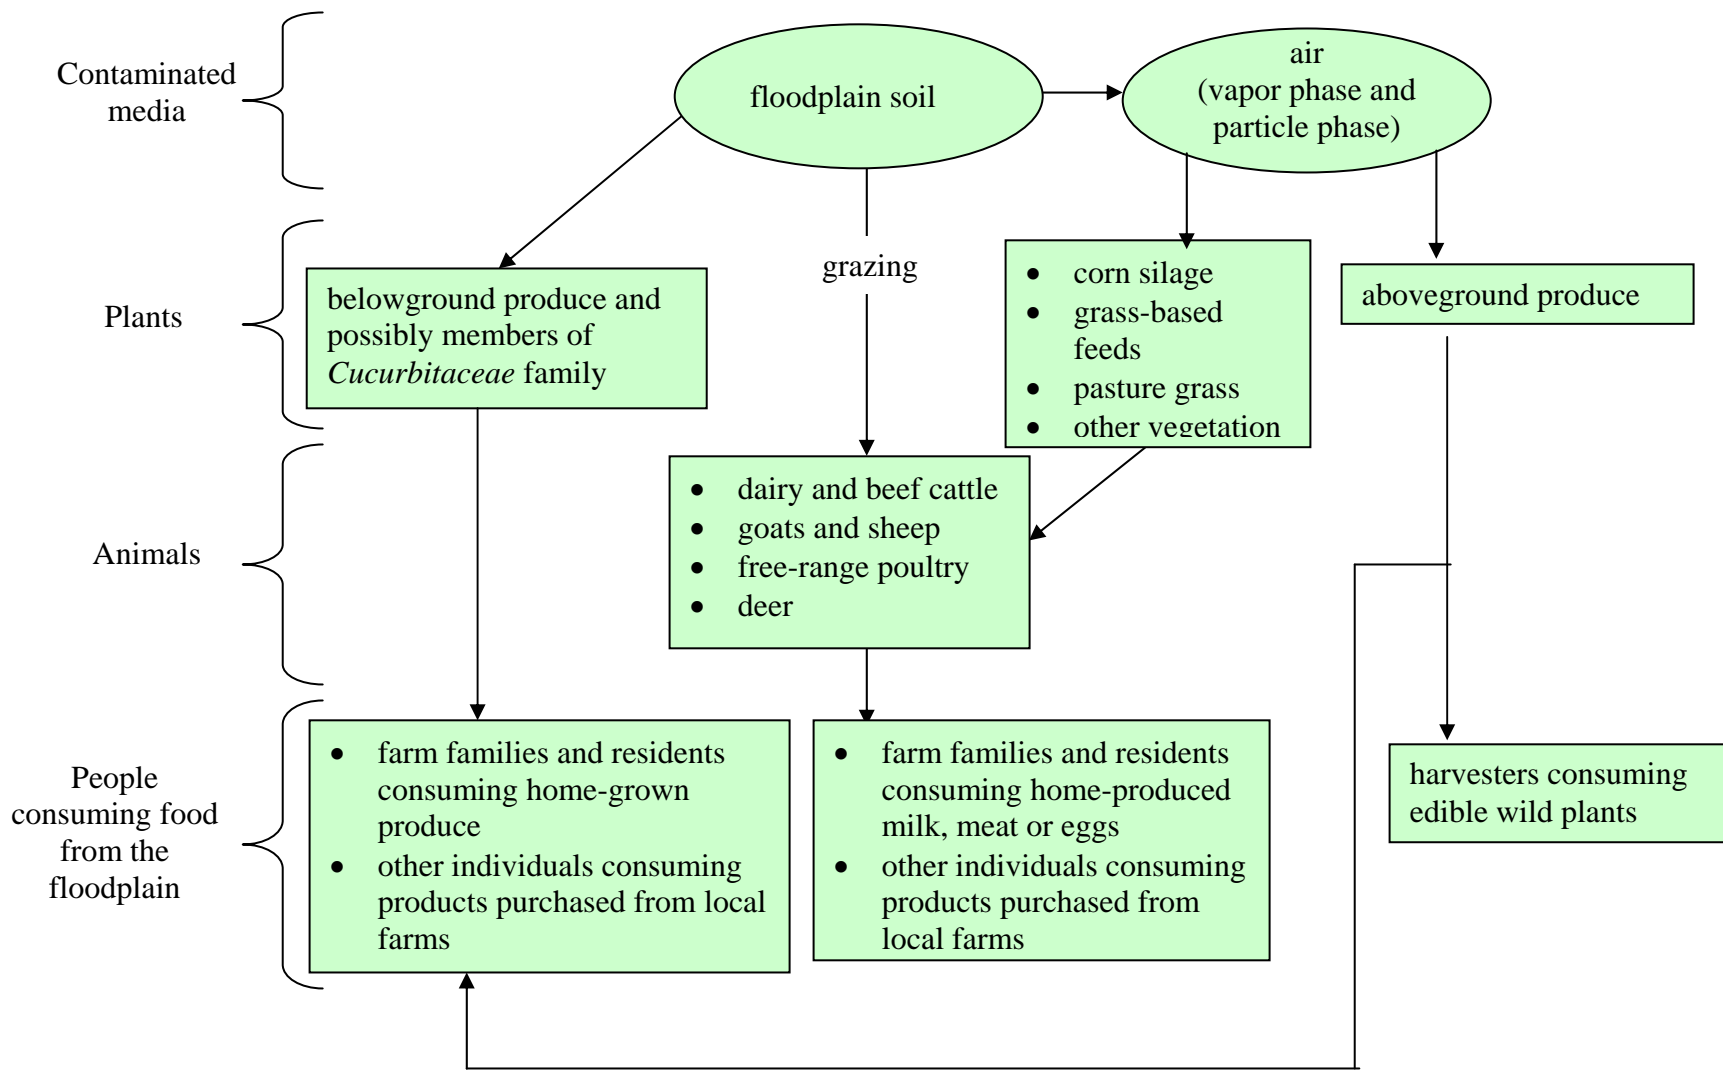 Contaminated
media
floodplain soil
air
(vapor phase and
particle phase)
Plants
belowground produce and
possibly members of
Cucurbitaceae family
grazing
• corn silage
• grass-based
feeds
• pasture grass
• other vegetation
aboveground produce
Animals
• dairy and beef cattle
• goats and sheep
• free-range poultry
• deer
People
consuming food
from the
floodplain
• farm families and residents
consuming home-grown
produce
• other individuals consuming
products purchased from local
farms
• farm families and residents
consuming home-produced
milk, meat or eggs
• other individuals consuming
products purchased from
local farms
harvesters consuming
edible wild plants